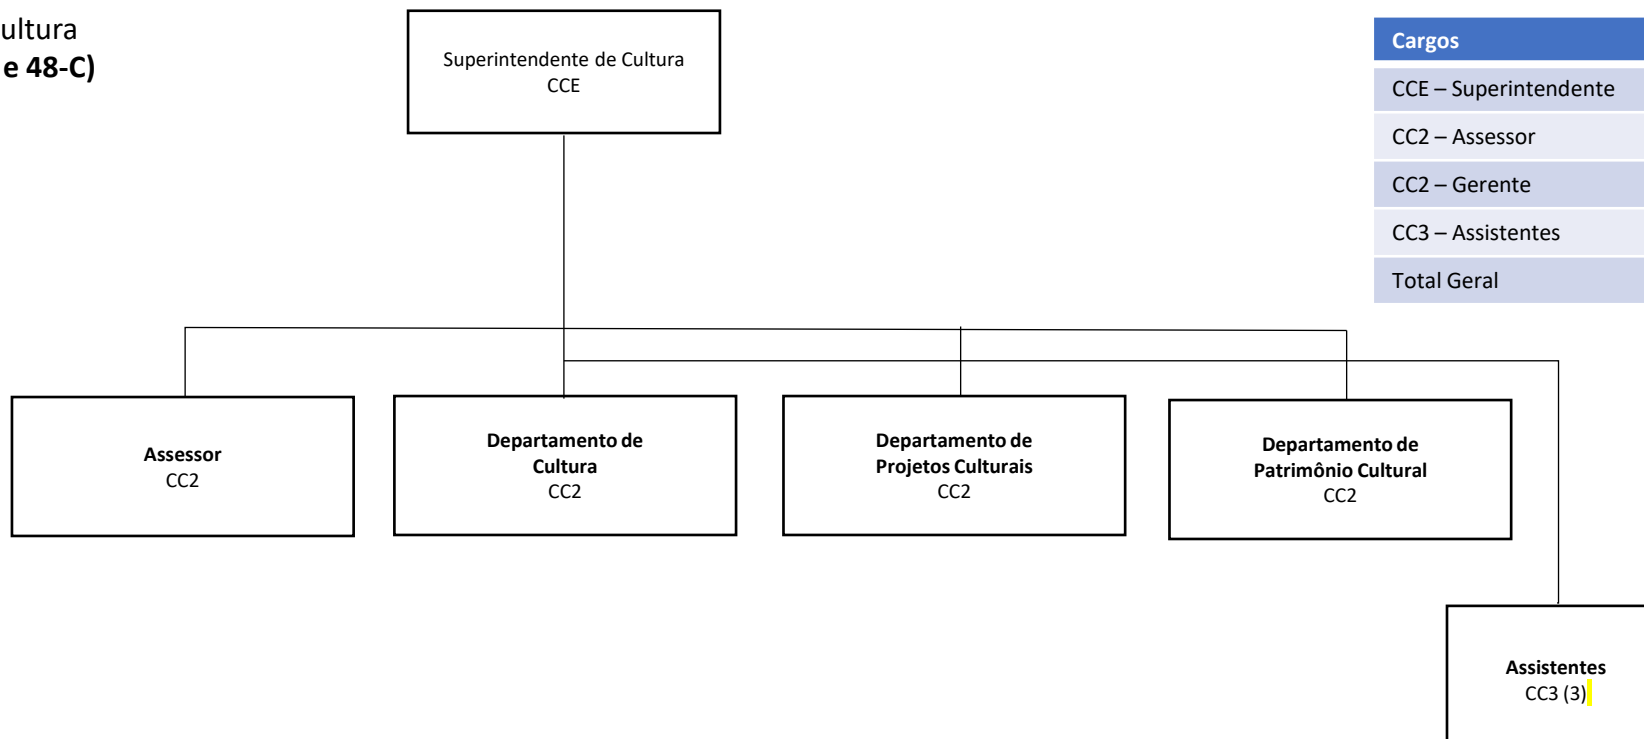 ultura
e 48-C)
Superintendente de Cultura
CCE
Cargos
CCE – Superintendente
CC2 – Assessor
CC2 – Gerente
CC3 – Assistentes
Total Geral
Assessor
CC2
Departamento de
Cultura
CC2
Departamento de
Projetos Culturais
CC2
Departamento de
Patrimônio Cultural
CC2
Assistentes
CC3 (3)